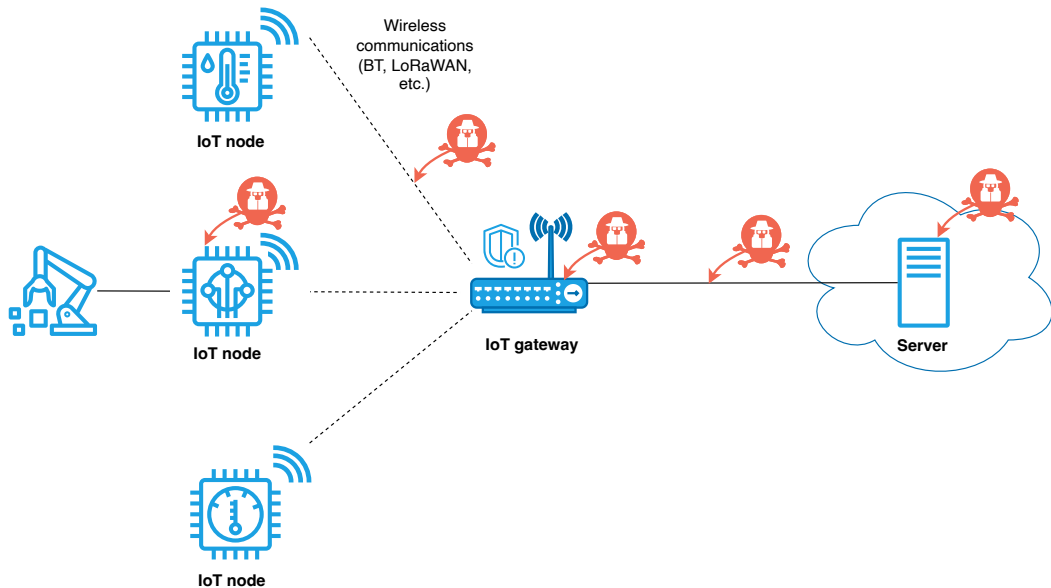 Wireless
communications
(BT, LoRaWAN,
etc.)
IoT node
IoT node
IoT gateway
Server
IoT node